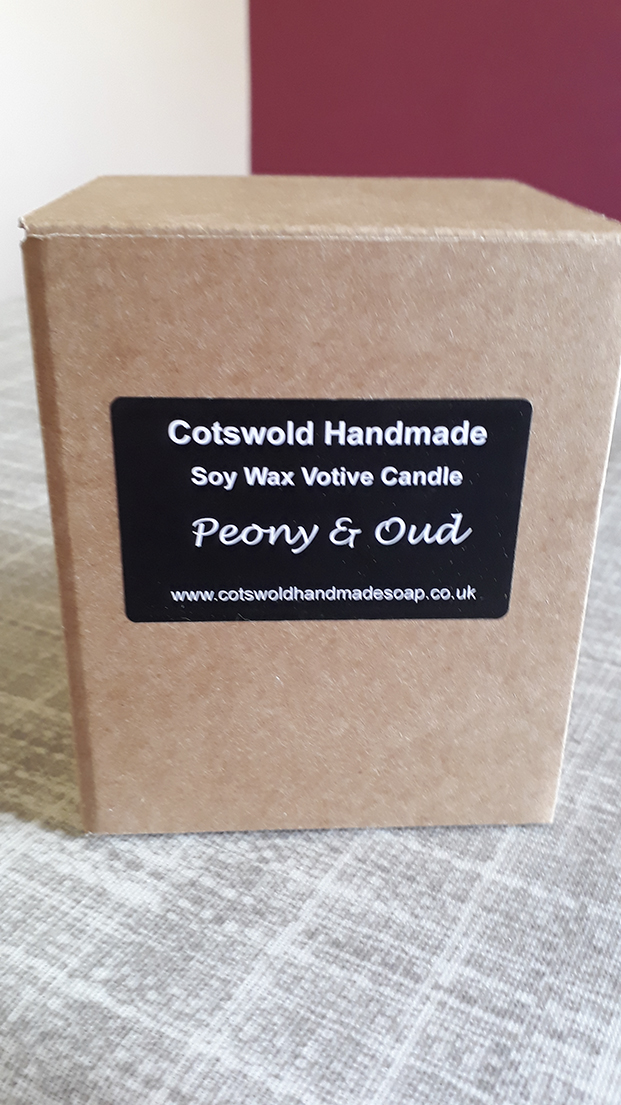 Cotswold Handmade
Soy Wax Votive Candle
Peony & Oud
www.cotswoldhandmadesoap.co.uk